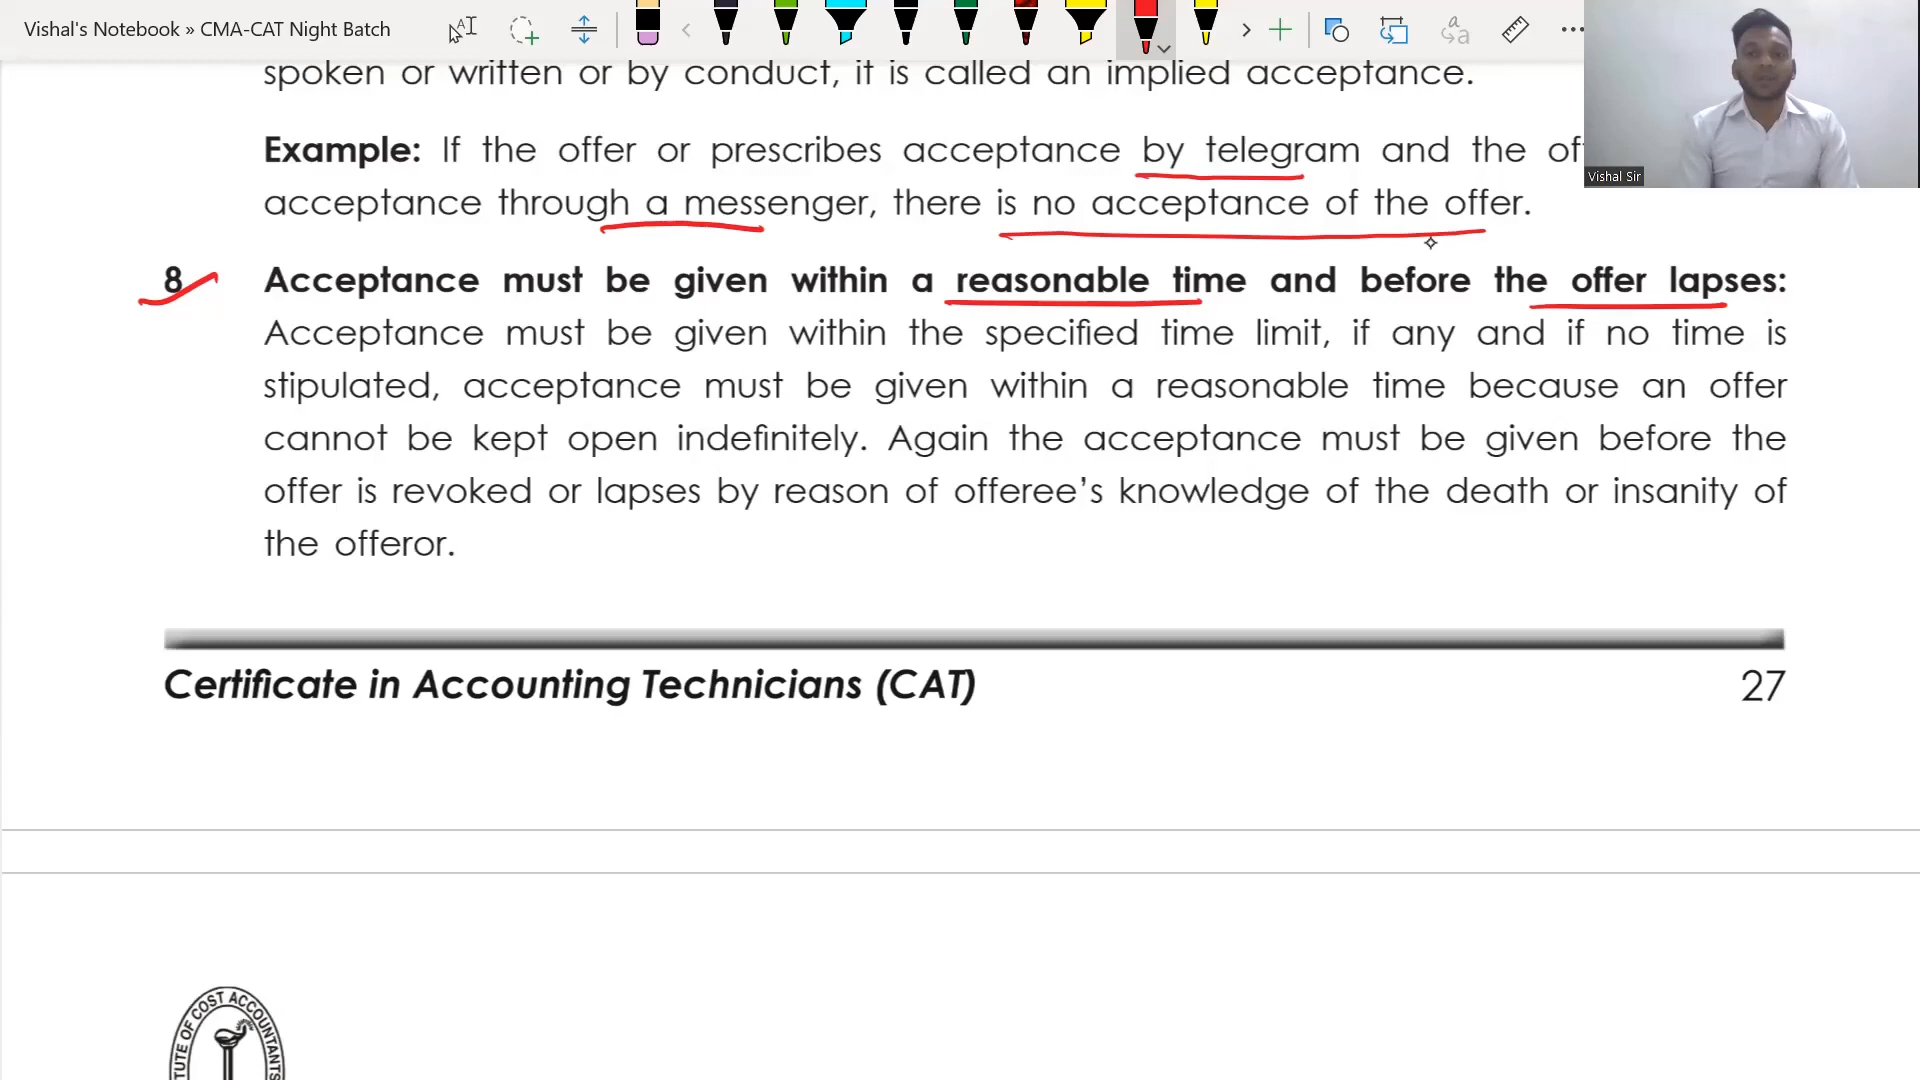 Vishal's Notebook » CMA-CAT Night Batch
spoken or written or by conduct, it is called an implied acceptance.
Example: If the offer or prescribes acceptance by telegram and the of
Vishal Sir
acceptance through a messenger, there is no acceptance of the offer.
8 Acceptance must be given within a reasonable time and before the offer lapses:
Acceptance must be given within the specified time limit, if any and if no time is
stipulated, acceptance must be given within a reasonable time because an offer
cannot be kept open indefinitely. Again the acceptance must be given before the
offer is revoked or lapses by reason of offeree’s knowledge of the death or insanity of
the offeror.
Certificate in Accounting Technicians (CAT) 27
TUTE OF COST ACCOUNTANTS